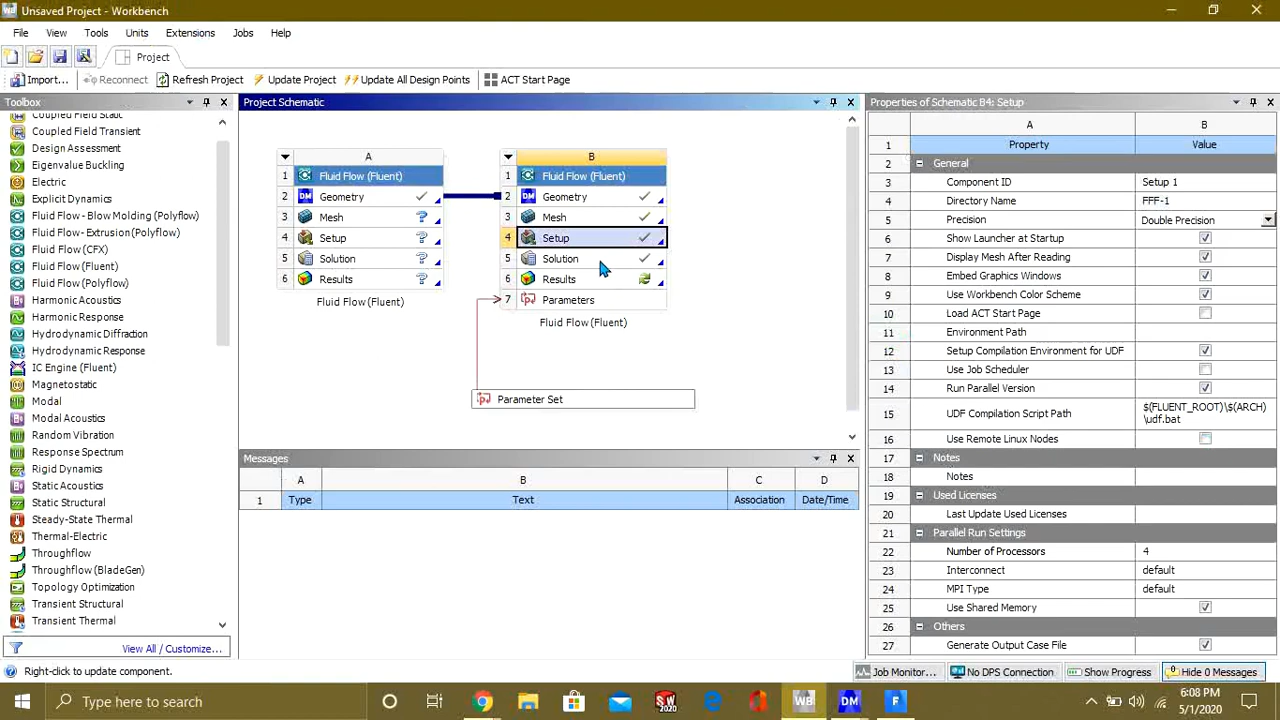 Unsaved Project - Workbench
File View Tools Units Extensions Jobs Help
Project
Import... Reconnect Refresh Project Update Project Update All Design Points ACT Start Page
Toolbox
Coupled Field Static
Coupled Field Transient
Design Assessment
Eigenvalue Buckling
Electric
Explicit Dynamics
Fluid Flow - Blow Molding (Polyflow)
Fluid Flow - Extrusion (Polyflow)
Fluid Flow (CFX)
Fluid Flow (Fluent)
Fluid Flow (Polyflow)
Harmonic Acoustics
Harmonic Response
Hydrodynamic Diffraction
Hydrodynamic Response
IC Engine (Fluent)
Magnetostatic
Modal
Modal Acoustics
Random Vibration
Response Spectrum
Rigid Dynamics
Static Acoustics
Static Structural
Steady-State Thermal
Thermal-Electric
Throughflow
Throughflow (BladeGen)
Topology Optimization
Transient Structural
Transient Thermal
View All / Customize...
Project Schematic
A
1 Fluid Flow (Fluent)
2 Geometry
3 Mesh ?
4 Setup ?
5 Solution ?
6 Results ?
Fluid Flow (Fluent)
B
1 Fluid Flow (Fluent)
2 Geometry
3 Mesh
4 Setup
5 Solution
6 Results
7 Parameters
Fluid Flow (Fluent)
Parameter Set
Messages
A B C D
1 Type Text Association Date/Time
Properties of Schematic B4: Setup
A B
1 Property Value
2 General
3 Component ID Setup 1
4 Directory Name FFF-1
5 Precision Double Precision
6 Show Launcher at Startup
7 Display Mesh After Reading
8 Embed Graphics Windows
9 Use Workbench Color Scheme
10 Load ACT Start Page
11 Environment Path
12 Setup Compilation Environment for UDF
13 Use Job Scheduler
14 Run Parallel Version
15 UDF Compilation Script Path $(FLUENT_ROOT)\$(ARCH)
\udf.bat
16 Use Remote Linux Nodes
17 Notes
18 Notes
19 Used Licenses
20 Last Update Used Licenses
21 Parallel Run Settings
22 Number of Processors 4
23 Interconnect default
24 MPI Type default
25 Use Shared Memory
26 Others
27 Generate Output Case File
Right-click to update component.
Job Monitor... No DPS Connection Show Progress Hide 0 Messages
Type here to search
6:08 PM
5/1/2020